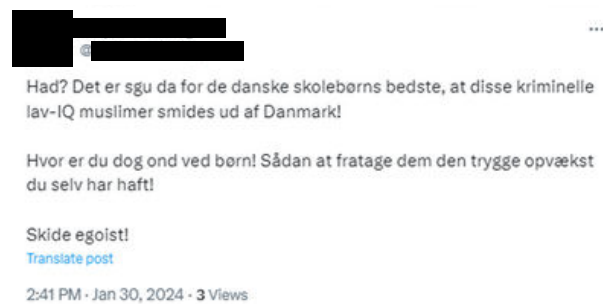 @
Had? Det er sgu da for de danske skolebørns bedste, at disse kriminelle
lav-IQ muslimer smides ud af Danmark!
Hvor er du dog ond ved børn! Sådan at fratage dem den trygge opvækst
du selv har haft!
Skide egoist!
Translate post
2:41 PM · Jan 30, 2024 · 3 Views